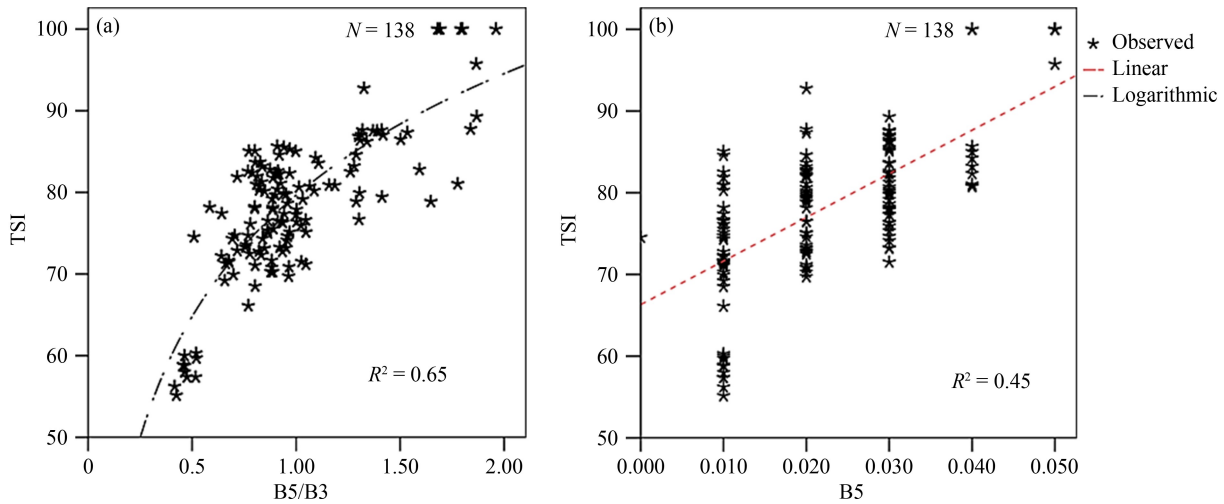 (a)
N = 138
100
90
80
70
60
50
TSI
R² = 0.65
0
0.5
1.00
1.50
2.00
B5/B3
(b)
N = 138
100
90
80
70
60
50
TSI
R² = 0.45
0.000
0.010
0.020
0.030
0.040
0.050
B5
Observed
Linear
Logarithmic